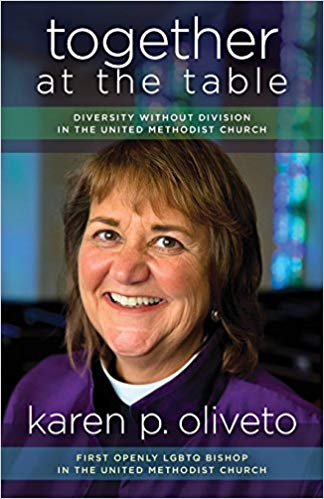 together
at the table
DIVERSITY WITHOUT DIVISION
IN THE UNITED METHODIST CHURCH
karen p. oliveto
FIRST OPENLY LGBTQ BISHOP
IN THE UNITED METHODIST CHURCH